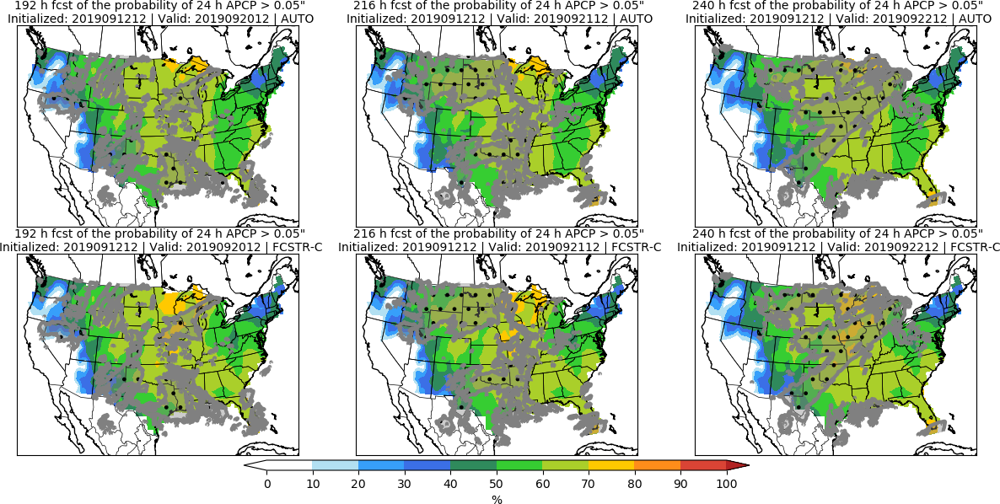 192 h fcst of the probability of 24 h APCP > 0.05"
Initialized: 2019091212 | Valid: 2019092012 | AUTO
216 h fcst of the probability of 24 h APCP > 0.05"
Initialized: 2019091212 | Valid: 2019092112 | AUTO
240 h fcst of the probability of 24 h APCP > 0.05"
Initialized: 2019091212 | Valid: 2019092212 | AUTO
192 h fcst of the probability of 24 h APCP > 0.05"
Initialized: 2019091212 | Valid: 2019092012 | FCSTR-C
216 h fcst of the probability of 24 h APCP > 0.05"
Initialized: 2019091212 | Valid: 2019092112 | FCSTR-C
240 h fcst of the probability of 24 h APCP > 0.05"
Initialized: 2019091212 | Valid: 2019092212 | FCSTR-C
0 10 20 30 40 50 60 70 80 90 100
%